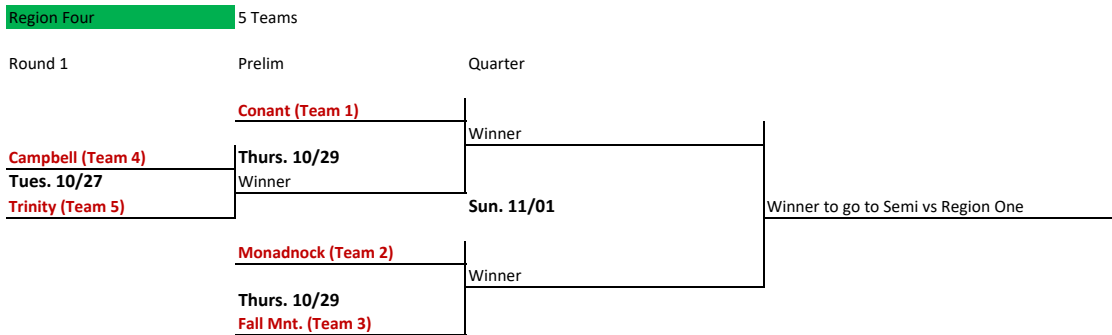 Region Four 5 Teams
Round 1 Prelim Quarter
Conant (Team 1)
Winner
Campbell (Team 4) Thurs. 10/29
Tues. 10/27 Winner
Trinity (Team 5) Sun. 11/01 Winner to go to Semi vs Region One
Monadnock (Team 2)
Winner
Thurs. 10/29
Fall Mnt. (Team 3)